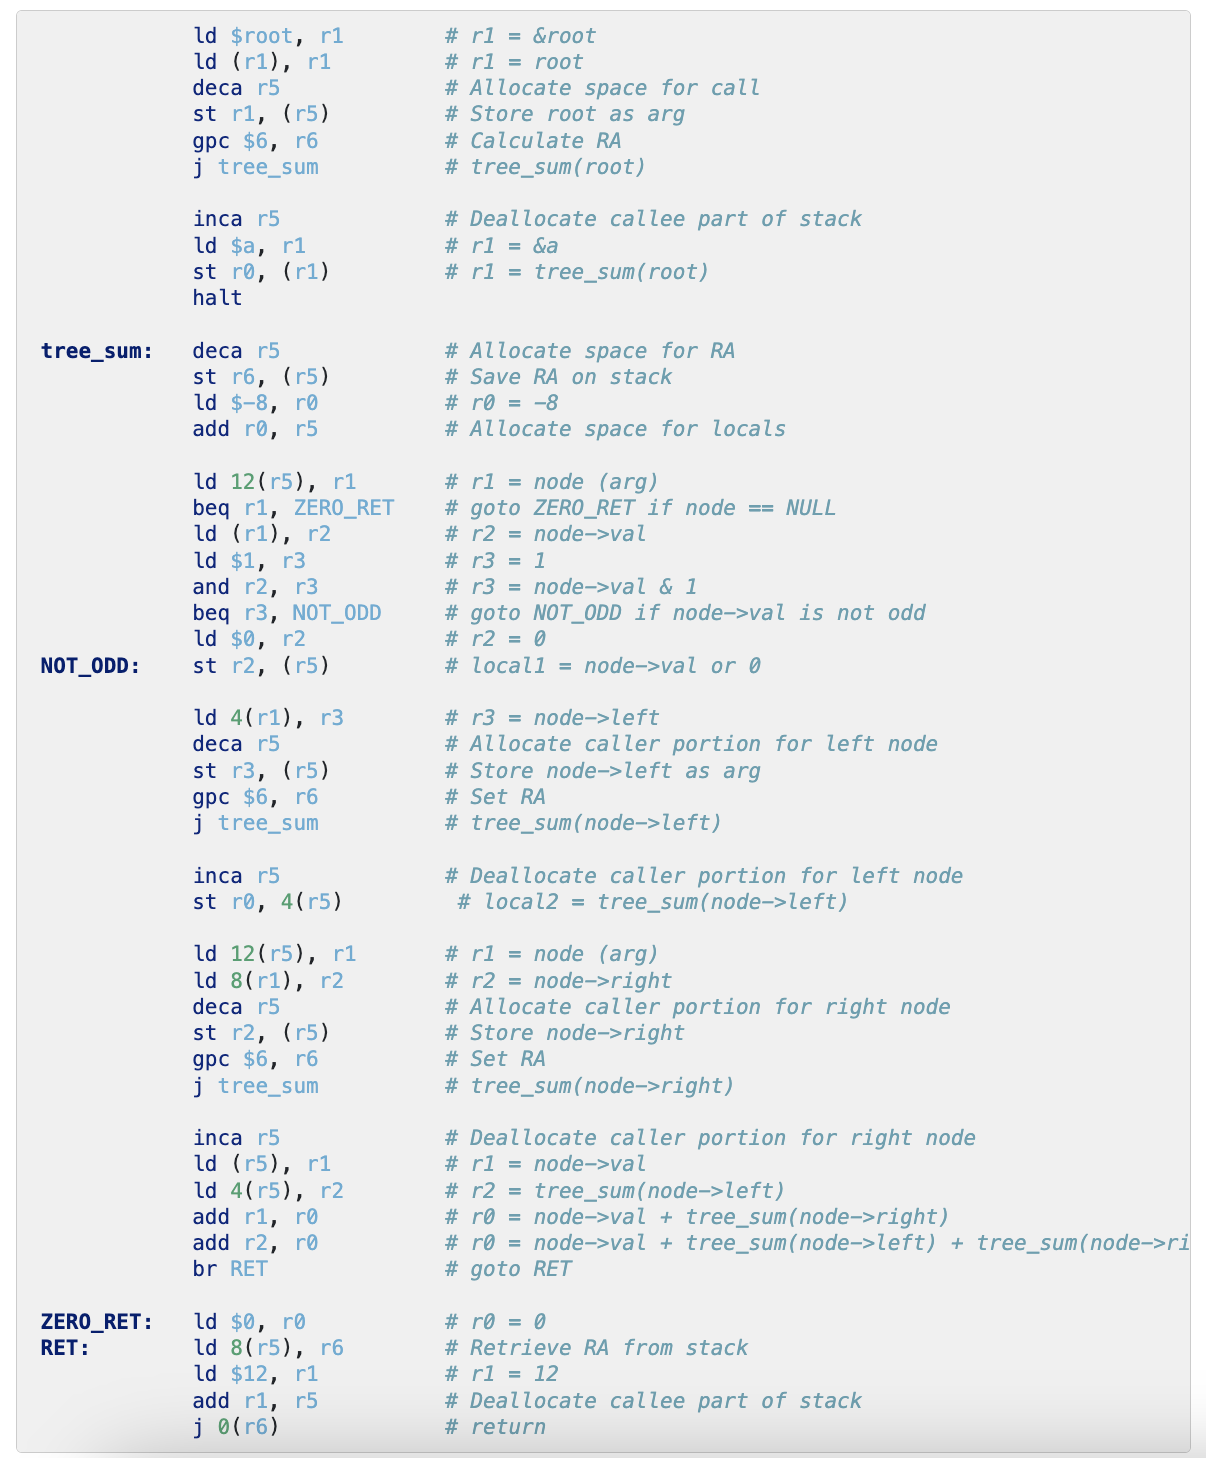 ld $root, r1 # r1 = &root
ld (r1), r1 # r1 = root
deca r5 # Allocate space for call
st r1, (r5) # Store root as arg
gpc $6, r6 # Calculate RA
j tree_sum # tree_sum(root)
inca r5 # Deallocate callee part of stack
ld $a, r1 # r1 = &a
st r0, (r1) # r1 = tree_sum(root)
halt
tree_sum: deca r5 # Allocate space for RA
st r6, (r5) # Save RA on stack
ld $-8, r0 # r0 = -8
add r0, r5 # Allocate space for locals
ld 12(r5), r1 # r1 = node (arg)
beq r1, ZERO_RET # goto ZERO_RET if node == NULL
ld (r1), r2 # r2 = node->val
ld $1, r3 # r3 = 1
and r2, r3 # r3 = node->val & 1
beq r3, NOT_ODD # goto NOT_ODD if node->val is not odd
ld $0, r2 # r2 = 0
NOT_ODD: st r2, (r5) # local1 = node->val or 0
ld 4(r1), r3 # r3 = node->left
deca r5 # Allocate caller portion for left node
st r3, (r5) # Store node->left as arg
gpc $6, r6 # Set RA
j tree_sum # tree_sum(node->left)
inca r5 # Deallocate caller portion for left node
st r0, 4(r5) # local2 = tree_sum(node->left)
ld 12(r5), r1 # r1 = node (arg)
ld 8(r1), r2 # r2 = node->right
deca r5 # Allocate caller portion for right node
st r2, (r5) # Store node->right
gpc $6, r6 # Set RA
j tree_sum # tree_sum(node->right)
inca r5 # Deallocate caller portion for right node
ld (r5), r1 # r1 = node->val
ld 4(r5), r2 # r2 = tree_sum(node->left)
add r1, r0 # r0 = node->val + tree_sum(node->right)
add r2, r0 # r0 = node->val + tree_sum(node->left) + tree_sum(node->ri
br RET # goto RET
ZERO_RET: ld $0, r0 # r0 = 0
RET: ld 8(r5), r6 # Retrieve RA from stack
ld $12, r1 # r1 = 12
add r1, r5 # Deallocate callee part of stack
j 0(r6) # return